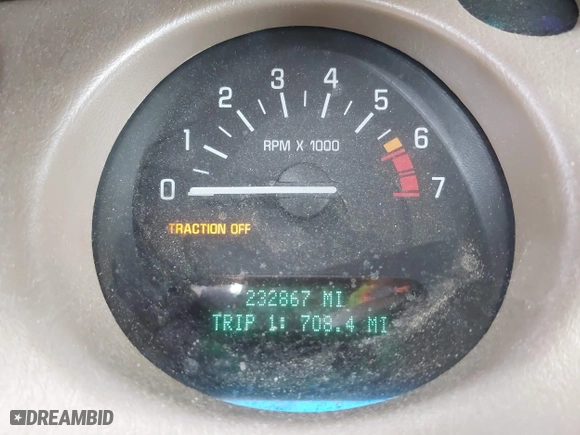 0 1 2 3 4 5 6 7
RPM X 1000
TRACTION OFF
232867 MI
TRIP 1: 708.4 MI
DREAMBID